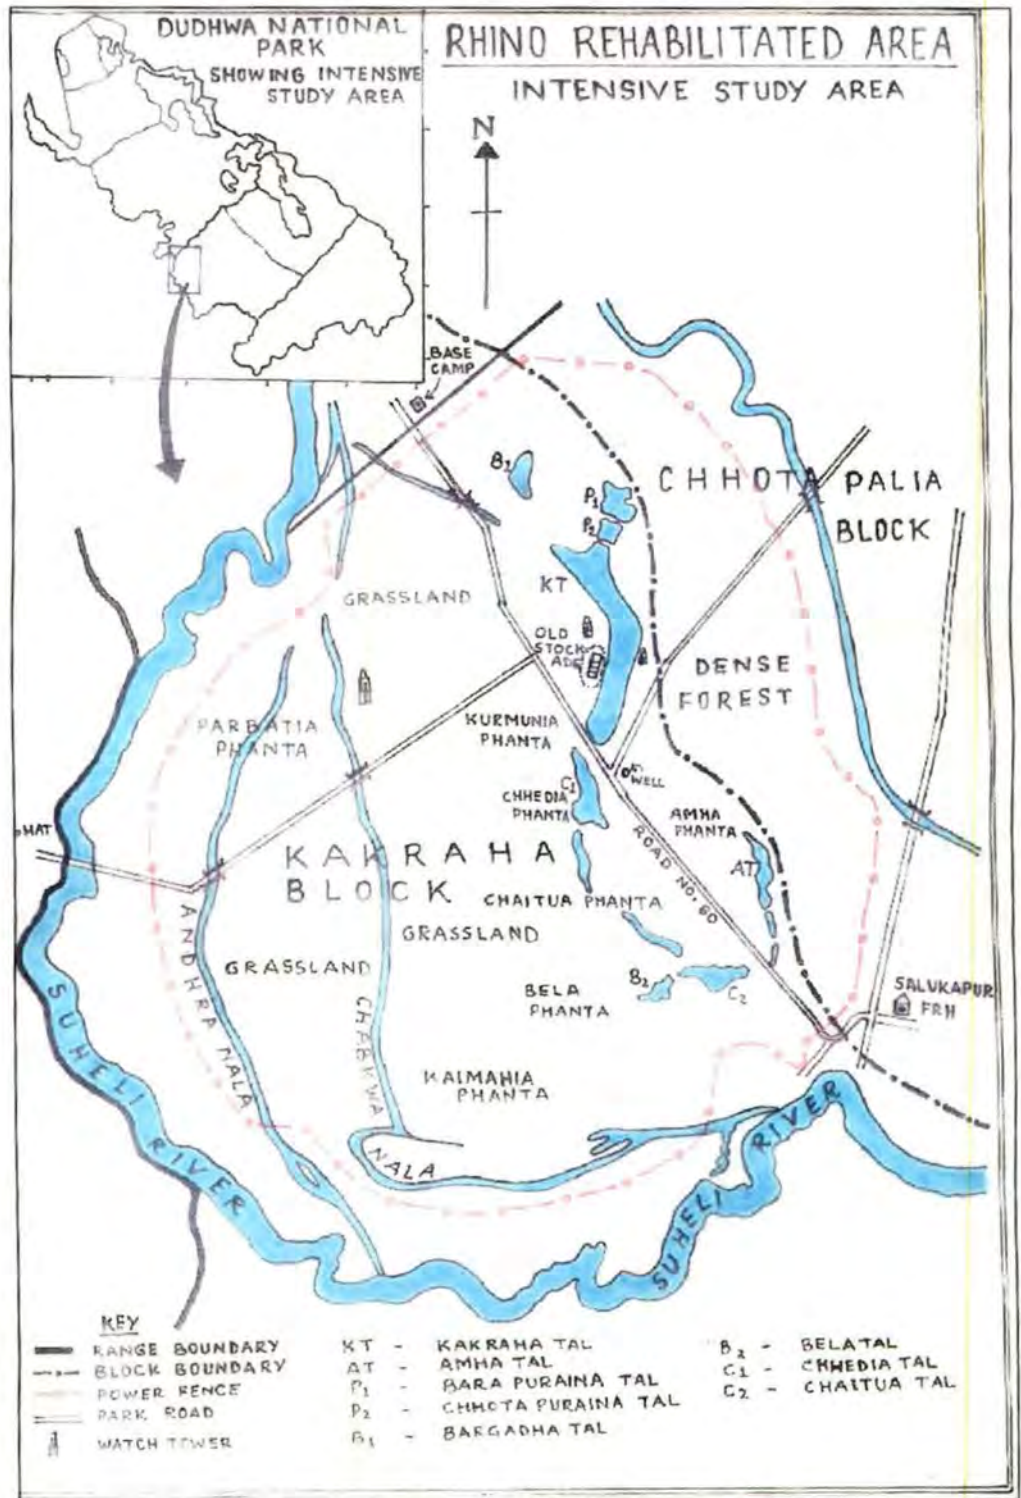 DUDHWA NATIONAL
PARK
SHOWING INTENSIVE
STUDY AREA
RHINO REHABILITATED AREA
INTENSIVE STUDY AREA
N
BASE
CAMP
B1
P1
P2
CHHOTA PALIA
BLOCK
KT
GRASSLAND
OLD
STOCK
ADE
DENSE
FOREST
PARBATIA
PHANTA
KURMUNIA
PHANTA
WELL
C1
CHHEDIA
PHANTA
AMHA
PHANTA
HAT
KAKRAHA
BLOCK
AT
ROAD NO. 60
CHAITUA PHANTA
GRASSLAND
GRASSLAND
ANDHRA NALA
CHABKWA
NALA
BELA
PHANTA
B2
C2
SALUKAPUR
FRH
KAIMAHIA
PHANTA
SUHELI RIVER
SUHELI RIVER
KEY
RANGE BOUNDARY
BLOCK BOUNDARY
POWER FENCE
PARK ROAD
WATCH TOWER
KT - KAKRAHA TAL
AT - AMHA TAL
P1 - BARA PURAINA TAL
P2 - CHHOTA PURAINA TAL
B1 - BARGADHA TAL
B2 - BELA TAL
C1 - CHHEDIA TAL
C2 - CHAITUA TAL